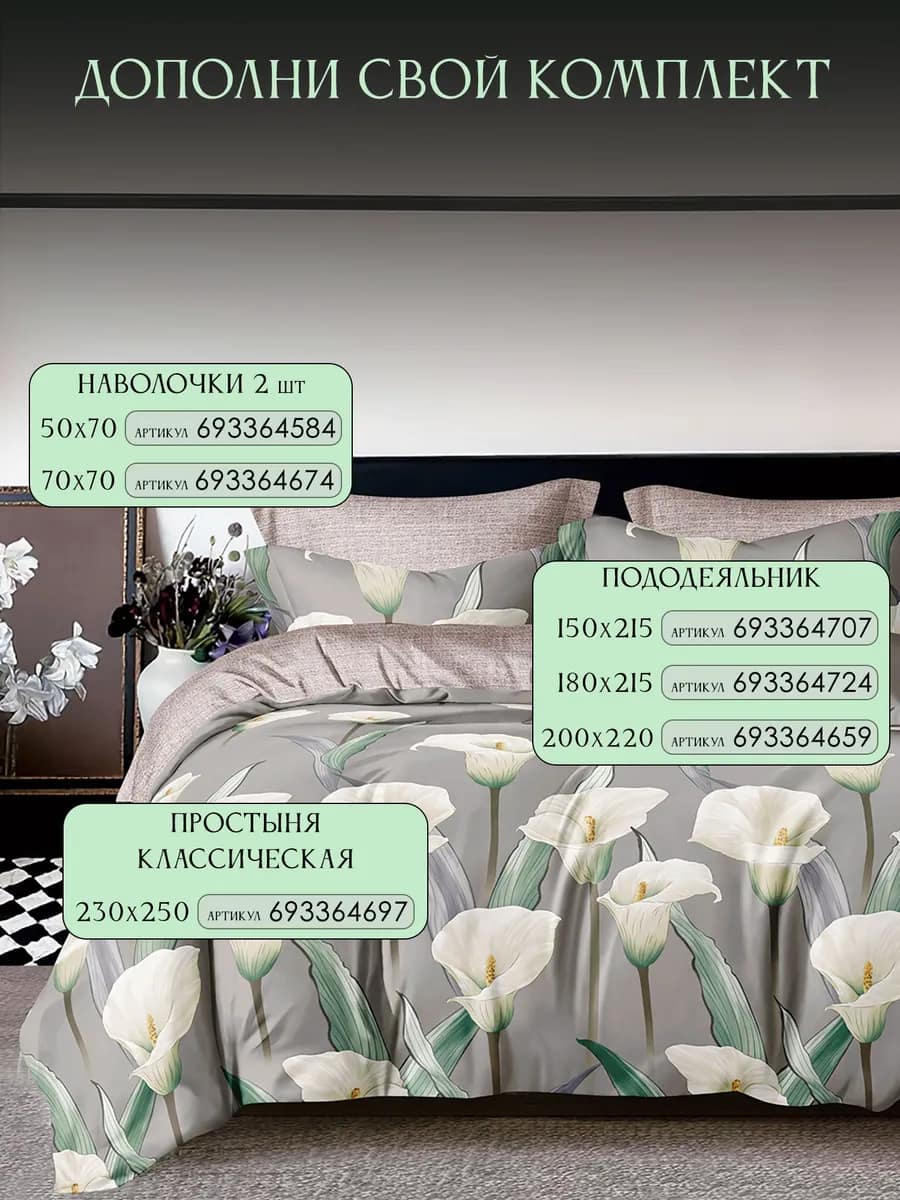 ДОПОЛНИ СВОЙ КОМПЛЕКТ
НАВОЛОЧКИ 2 шт
50х70 АРТИКУЛ 693364584
70х70 АРТИКУЛ 693364674
ПОДОДЕЯЛЬНИК
150х215 АРТИКУЛ 693364707
180х215 АРТИКУЛ 693364724
200х220 АРТИКУЛ 693364659
ПРОСТЫНЯ
КЛАССИЧЕСКАЯ
230х250 АРТИКУЛ 693364697